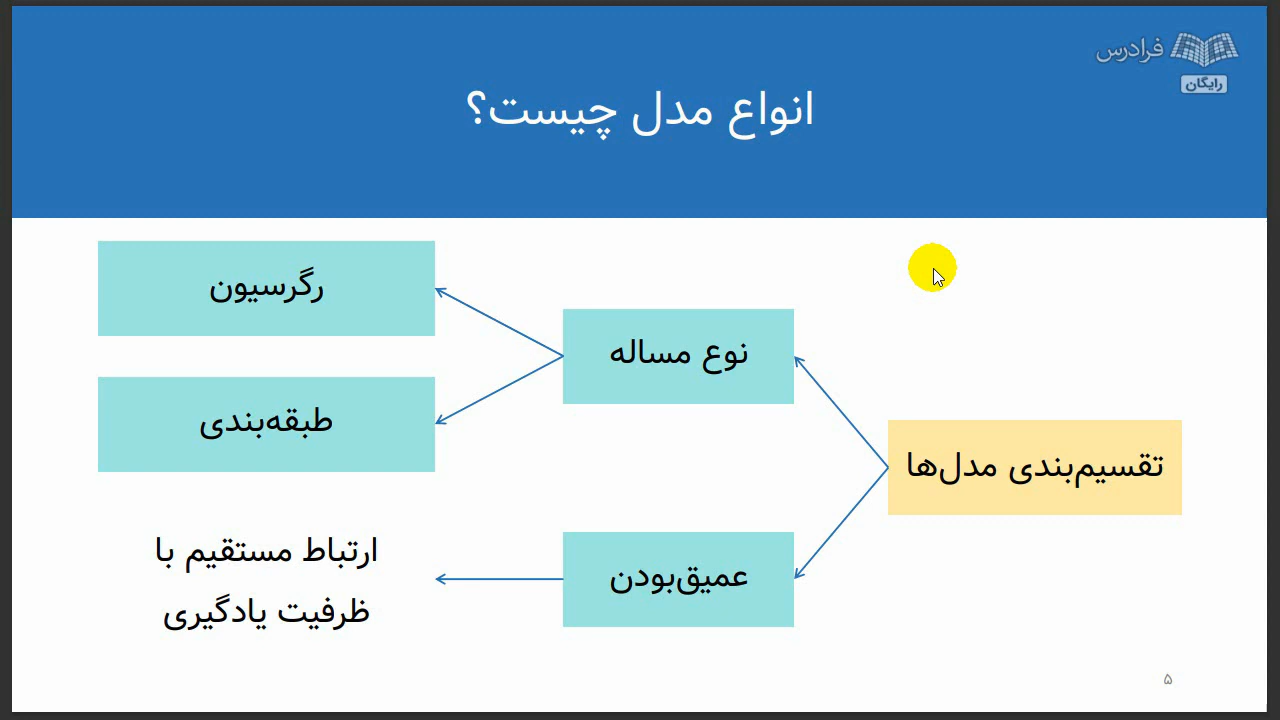 فرادرس
رایگان
انواع مدل چیست؟
تقسیم‌بندی مدل‌ها
نوع مساله
رگرسیون
طبقه‌بندی
عمیق‌بودن
ارتباط مستقیم با
ظرفیت یادگیری
۵